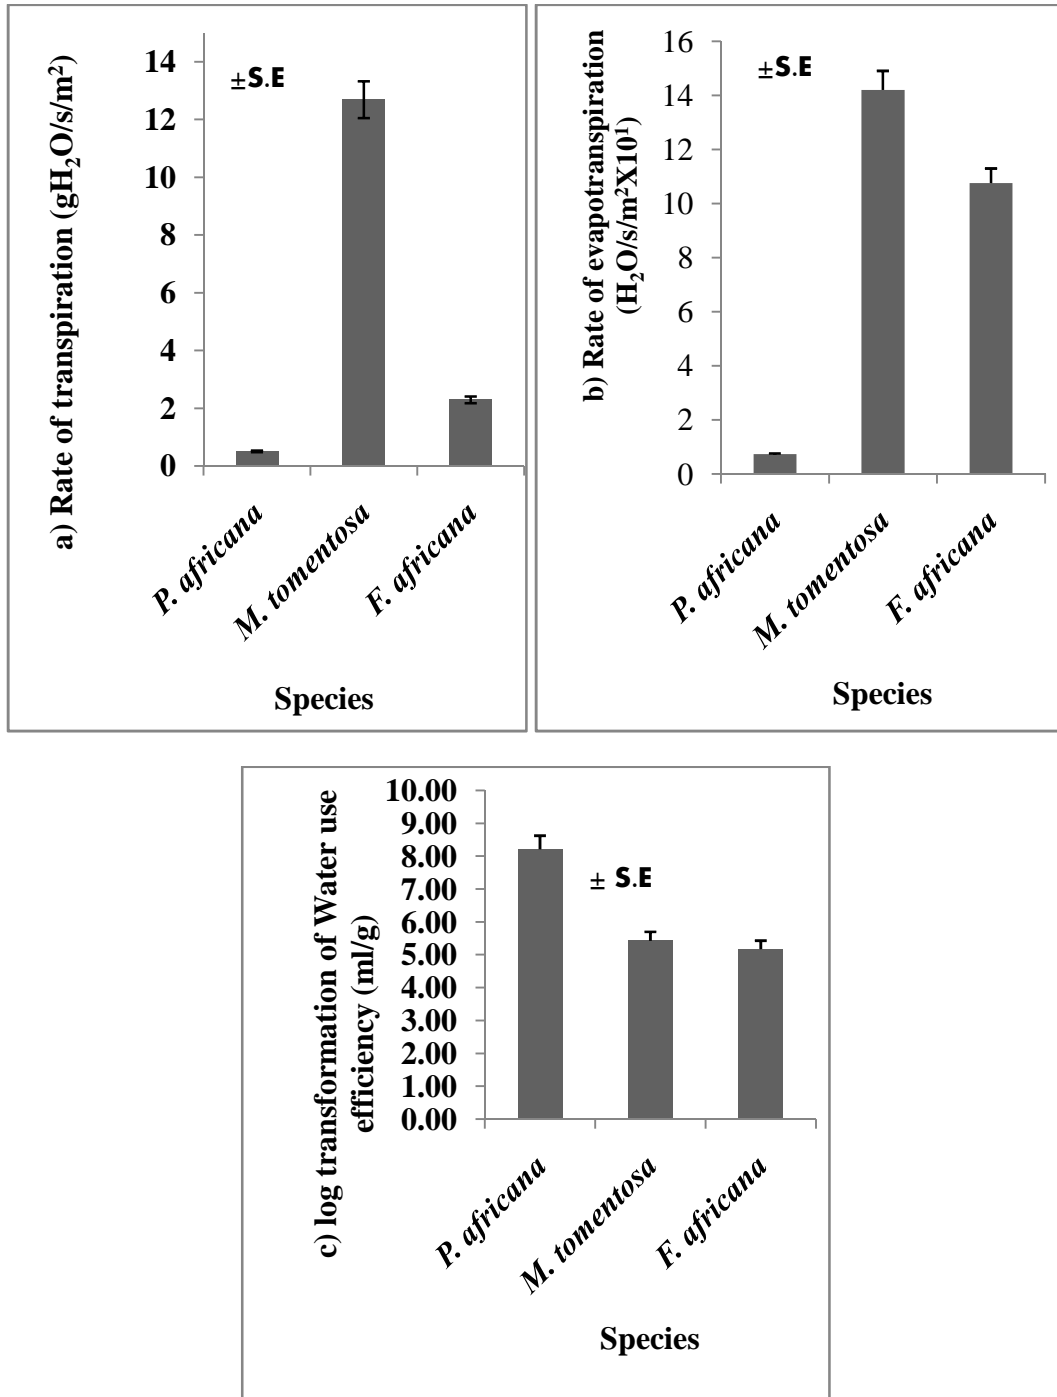 a) Rate of transpiration (gH₂O/s/m²)
14
12
10
8
6
4
2
0
±S.E
P. africana
M. tomentosa
F. africana
Species
b) Rate of evapotranspiration
(H₂O/s/m²X10¹)
16
14
12
10
8
6
4
2
0
±S.E
P. africana
M. tomentosa
F. africana
Species
c) log transformation of Water use
efficiency (ml/g)
10.00
9.00
8.00
7.00
6.00
5.00
4.00
3.00
2.00
1.00
0.00
± S.E
P. africana
M. tomentosa
F. africana
Species